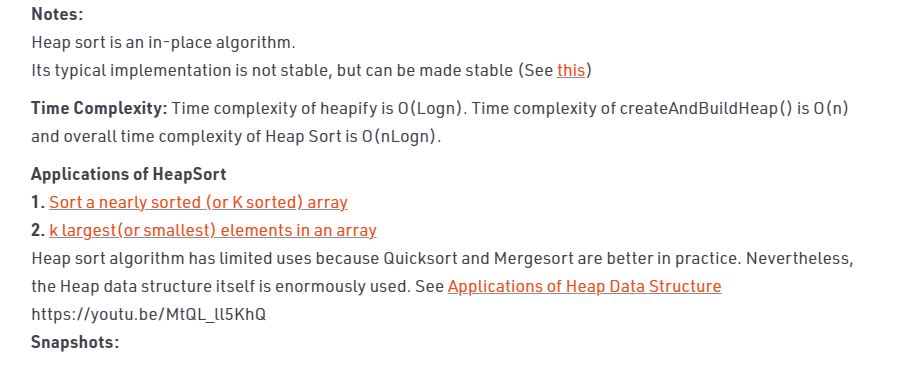 Notes:
Heap sort is an in-place algorithm.
Its typical implementation is not stable, but can be made stable (See this)
Time Complexity: Time complexity of heapify is O(Logn). Time complexity of createAndBuildHeap() is O(n)
and overall time complexity of Heap Sort is O(nLogn).
Applications of HeapSort
1. Sort a nearly sorted (or K sorted) array
2. k largest(or smallest) elements in an array
Heap sort algorithm has limited uses because Quicksort and Mergesort are better in practice. Nevertheless,
the Heap data structure itself is enormously used. See Applications of Heap Data Structure
https://youtu.be/MtQL_ll5KhQ
Snapshots: